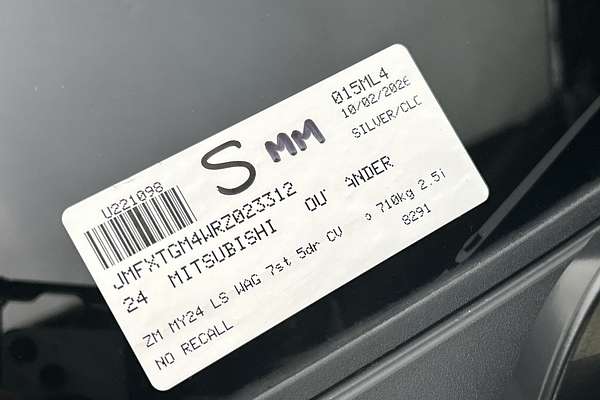 U221098
S MM
015ML4
10/02/2026
SILVER/CLC
JMFXTGM4WRZ023312
24 MITSUBISHI OU ANDER
ZM MY24 LS WAG 7st 5dr CV 710kg 2.5i
8291
NO RECALL